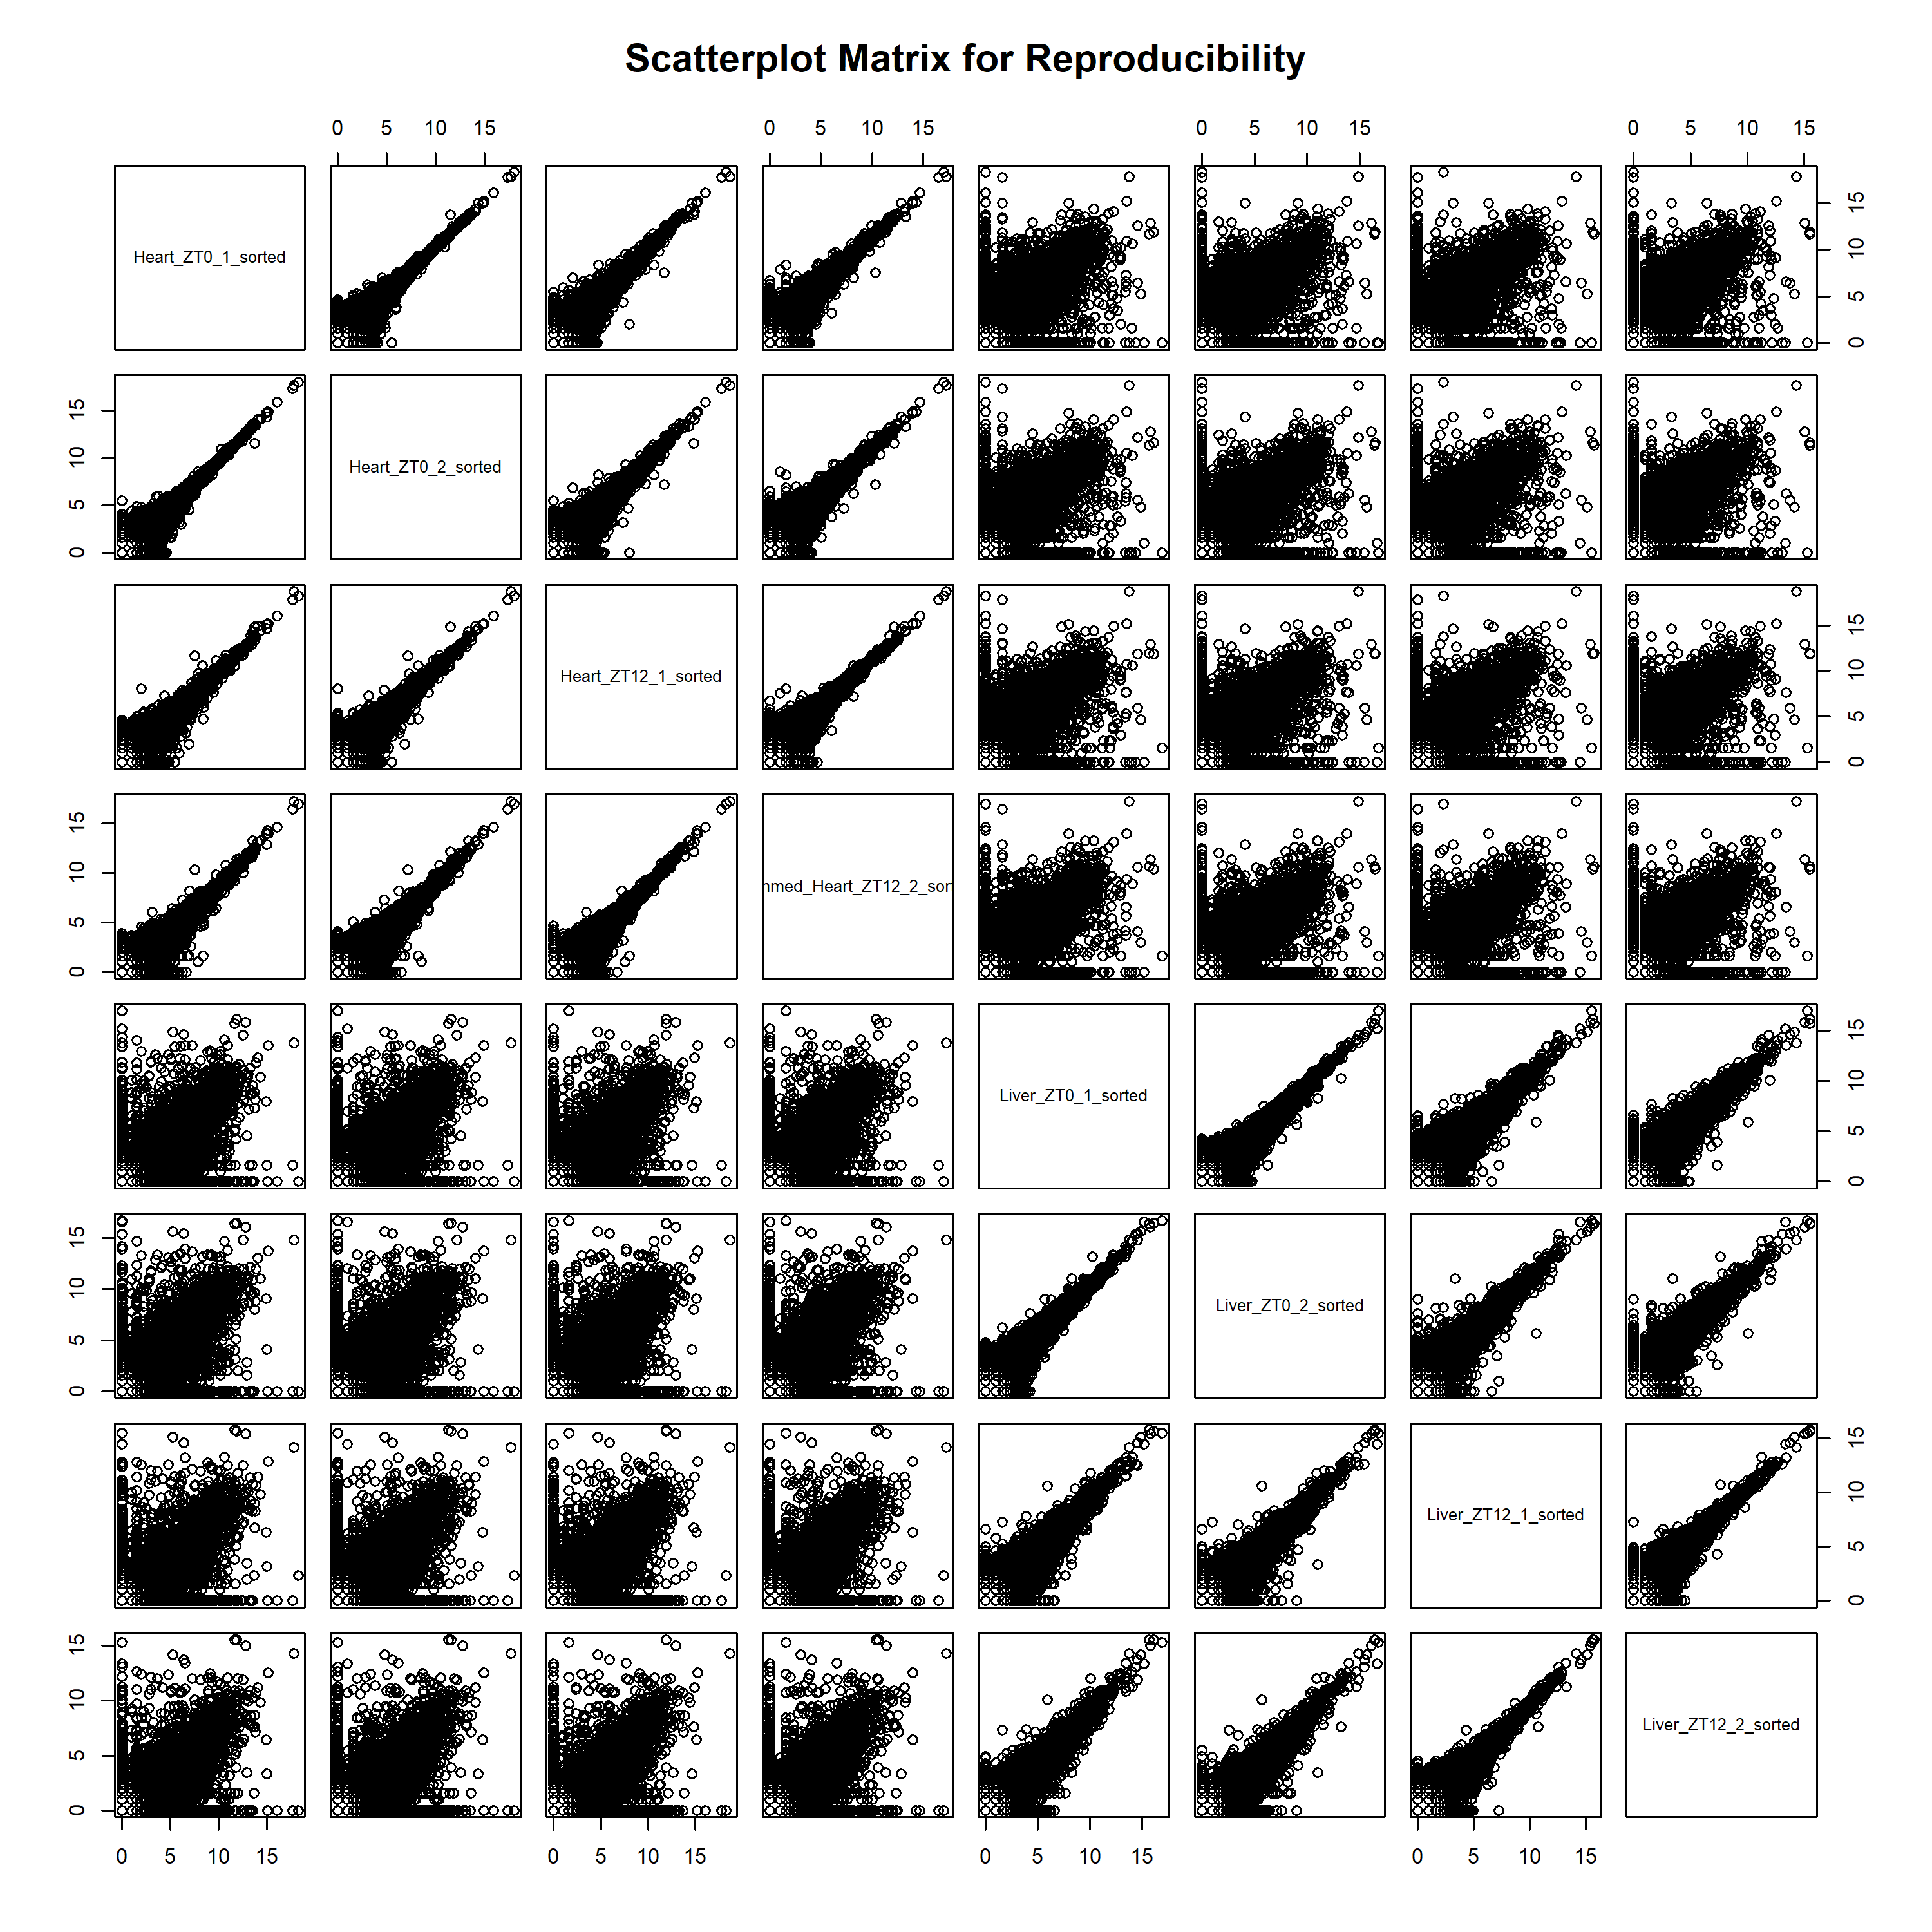 Scatterplot Matrix for Reproducibility
0 5 10 15 0 5 10 15 0 5 10 15 0 5 10 15
Heart_ZT0_1_sorted
0 5 10 15
Heart_ZT0_2_sorted
0 5 10 15
Heart_ZT12_1_sorted
0 5 10 15
nmed_Heart_ZT12_2_sort
0 5 10 15
Liver_ZT0_1_sorted
0 5 10 15
Liver_ZT0_2_sorted
0 5 10 15
Liver_ZT12_1_sorted
0 5 10 15
Liver_ZT12_2_sorted
0 5 10 15
0 5 10 15 0 5 10 15 0 5 10 15 0 5 10 15